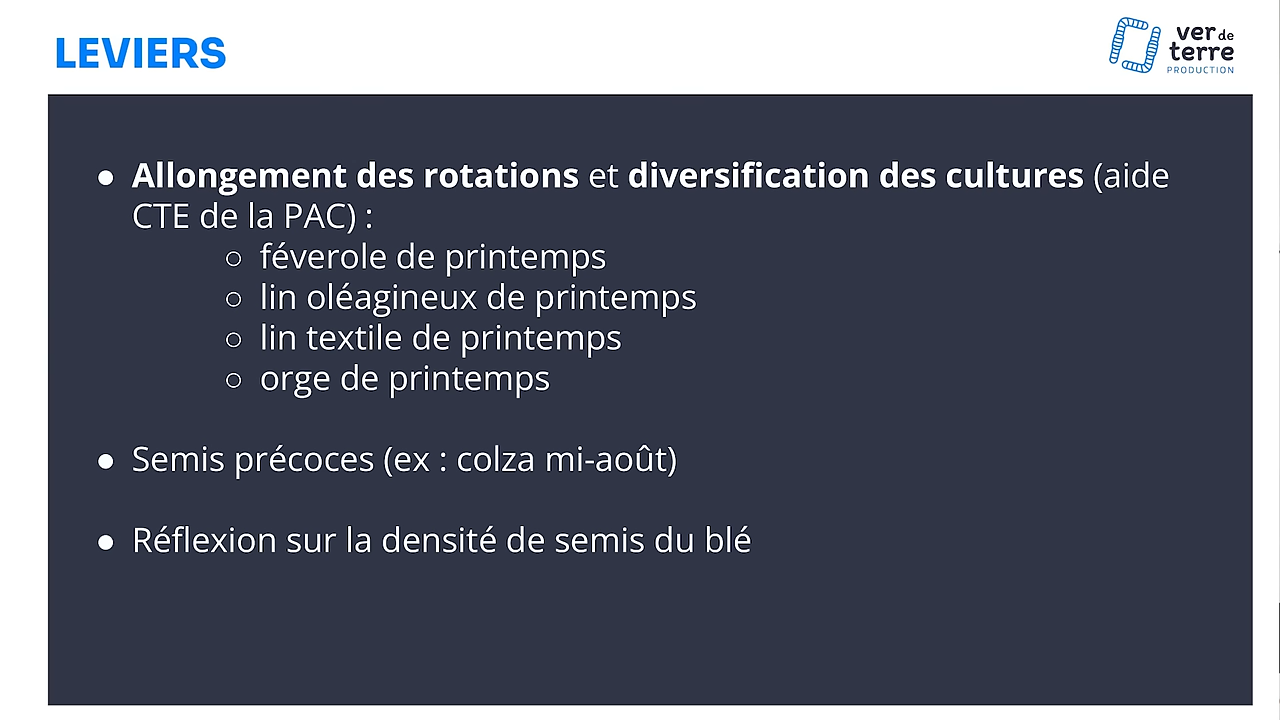 LEVIERS
ver de
terre
PRODUCTION
● Allongement des rotations et diversification des cultures (aide
CTE de la PAC) :
○ féverole de printemps
○ lin oléagineux de printemps
○ lin textile de printemps
○ orge de printemps
● Semis précoces (ex : colza mi-août)
● Réflexion sur la densité de semis du blé